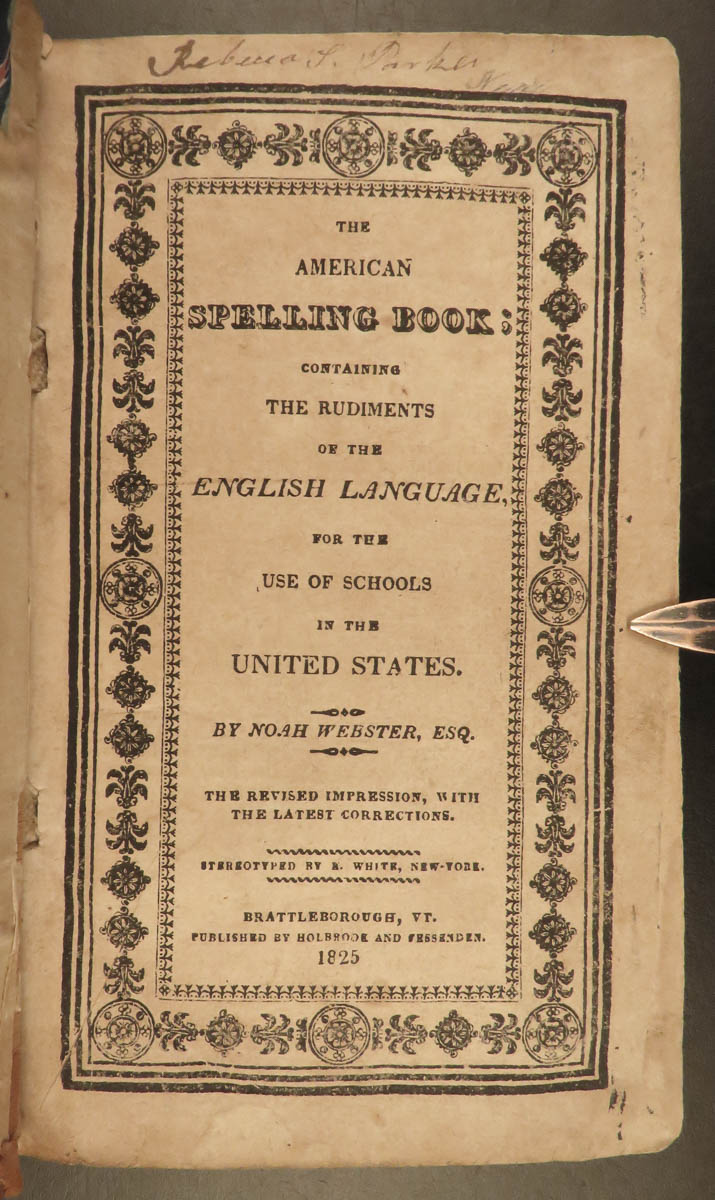 Rebecca S. Parker
THE
AMERICAN
SPELLING BOOK;
CONTAINING
THE RUDIMENTS
OF THE
ENGLISH LANGUAGE,
FOR THE
USE OF SCHOOLS
IN THE
UNITED STATES.
BY NOAH WEBSTER, ESQ.
THE REVISED IMPRESSION, WITH
THE LATEST CORRECTIONS.
STEREOTYPED BY E. WHITE, NEW-YORK.
BRATTLEBOROUGH, VT.
PUBLISHED BY HOLBROOK AND FESSENDEN.
1825